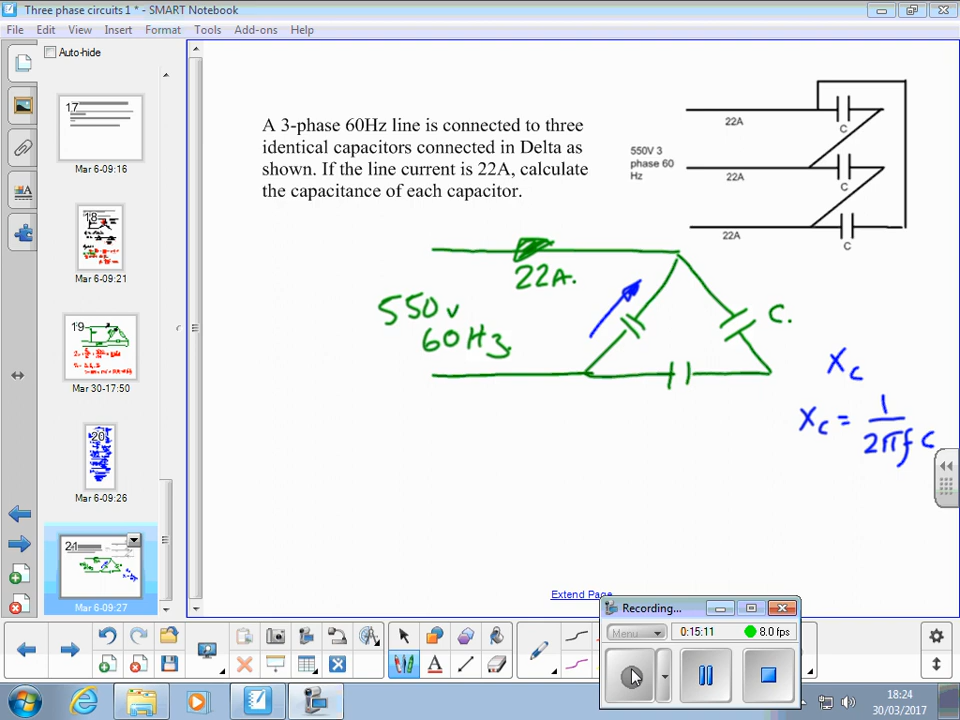 Three phase circuits 1 * - SMART Notebook
File Edit View Insert Format Tools Add-ons Help
Auto-hide
17
Mar 6-09:16
18
Mar 6-09:21
19
Mar 30-17:50
20
Mar 6-09:26
21
Mar 6-09:27
A 3-phase 60Hz line is connected to three
identical capacitors connected in Delta as
shown. If the line current is 22A, calculate
the capacitance of each capacitor.
22A
C
550V 3
phase 60
Hz
22A
C
22A
C
22A.
550v
60Hz.
C.
Xc
Xc = 1
2πfC
Extend Page
Recording...
Menu
0:15:11
8.0 fps
A
18:24
30/03/2017